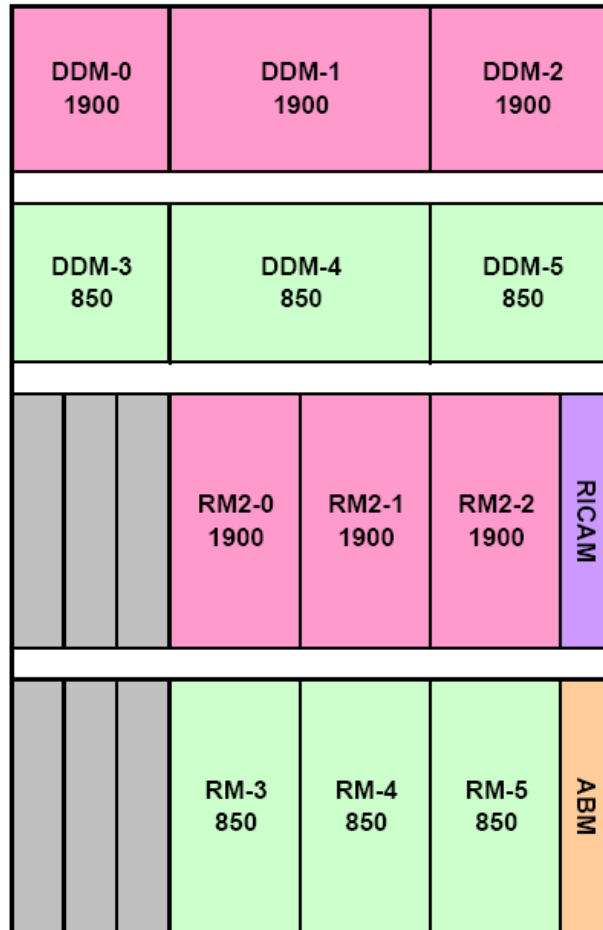 DDM-0
1900
DDM-1
1900
DDM-2
1900
DDM-3
850
DDM-4
850
DDM-5
850
RM2-0
1900
RM2-1
1900
RM2-2
1900
RICAM
RM-3
850
RM-4
850
RM-5
850
ABM